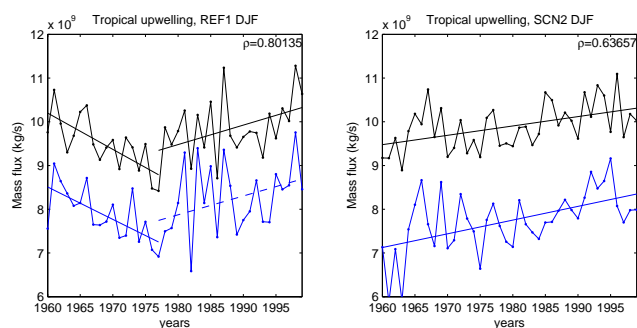 Tropical upwelling, REF1 DJF
x 10^9
ρ=0.80135
12
11
10
9
8
7
6
Mass flux (kg/s)
1960 1965 1970 1975 1980 1985 1990 1995
years
Tropical upwelling, SCN2 DJF
x 10^9
ρ=0.63657
12
11
10
9
8
7
6
Mass flux (kg/s)
1960 1965 1970 1975 1980 1985 1990 1995
years